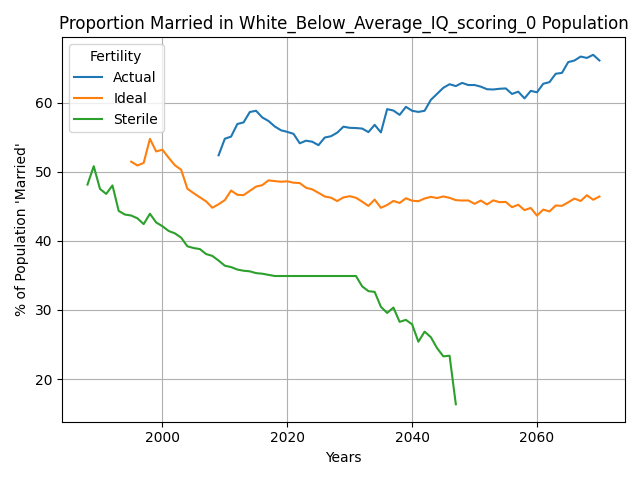 Proportion Married in White_Below_Average_IQ_scoring_0 Population
Fertility
Actual
Ideal
Sterile
% of Population 'Married'
60
50
40
30
20
2000
2020
2040
2060
Years